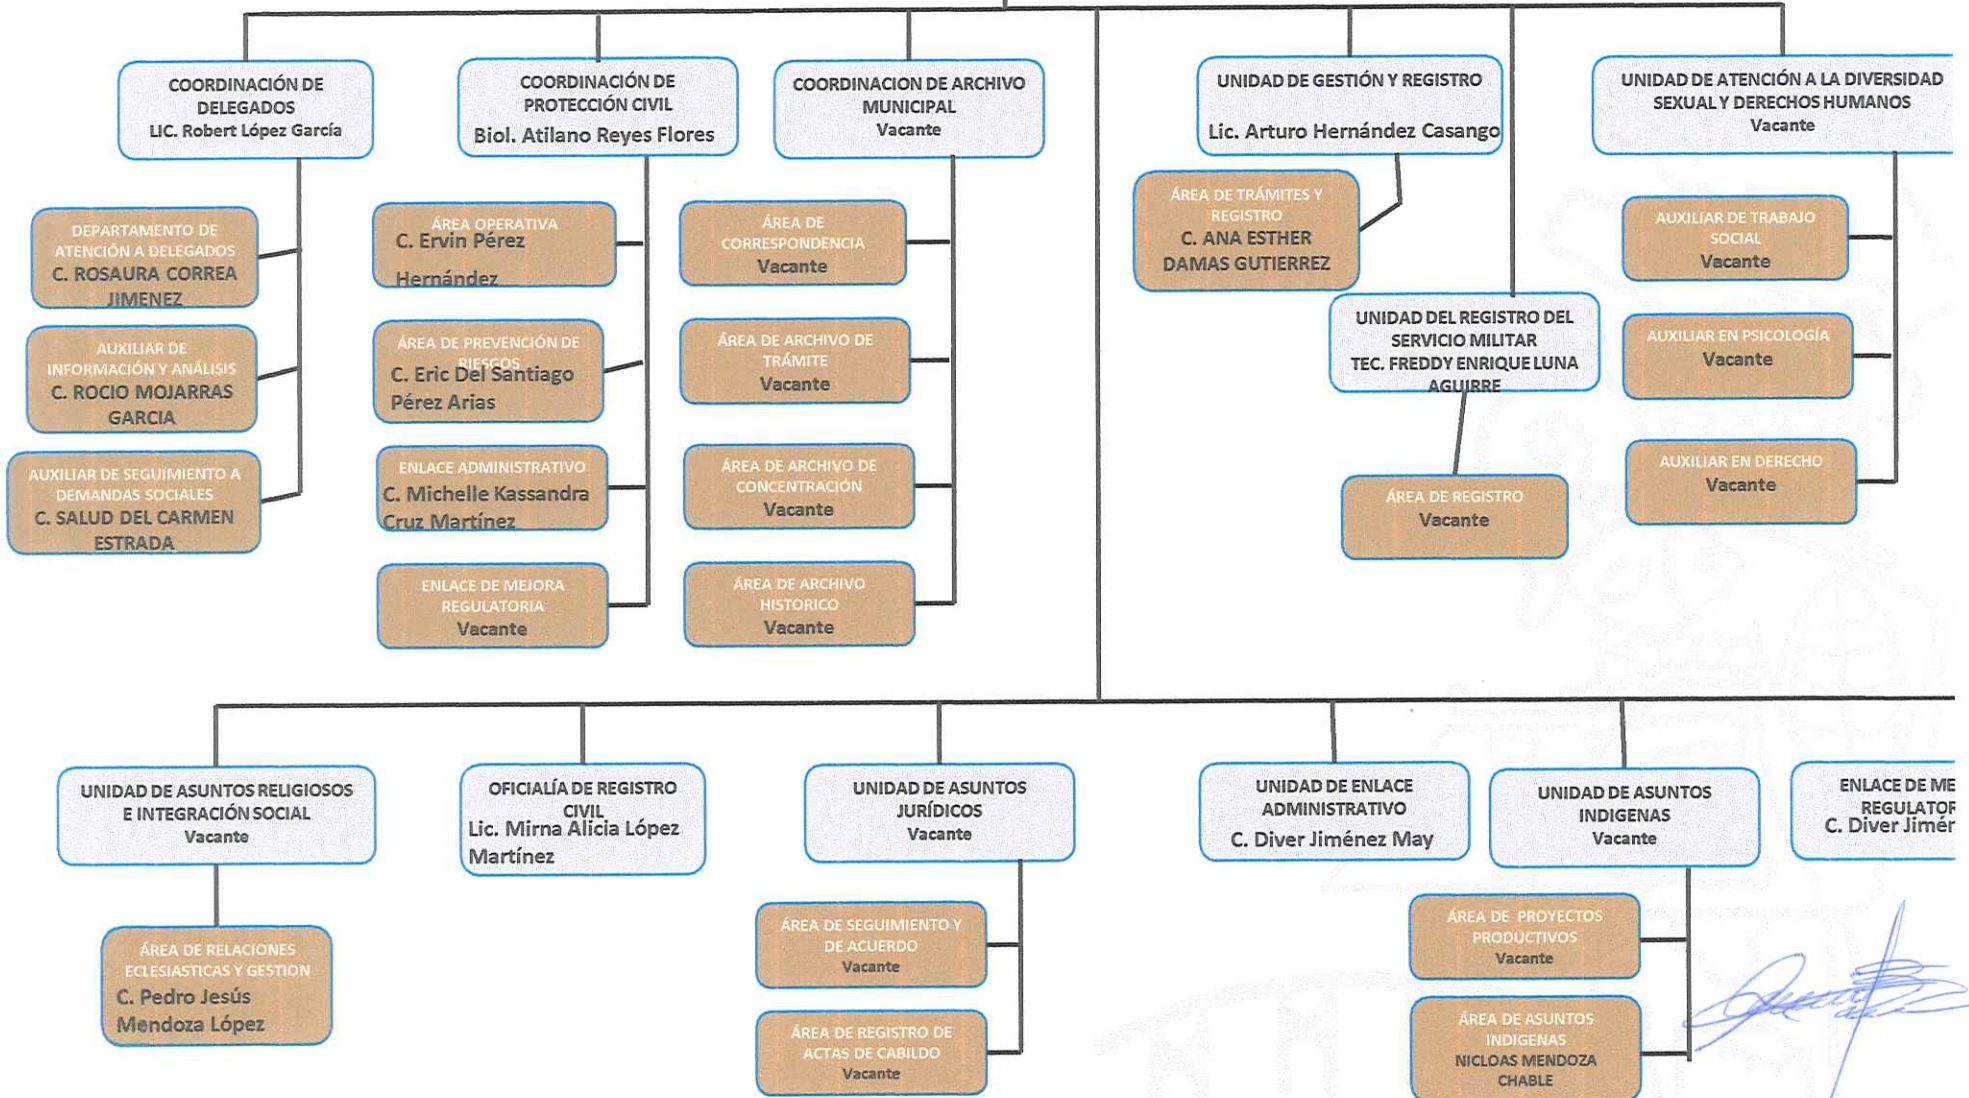 COORDINACIÓN DE
DELEGADOS
LIC. Robert López García
COORDINACIÓN DE
PROTECCIÓN CIVIL
Biol. Atilano Reyes Flores
COORDINACION DE ARCHIVO
MUNICIPAL
Vacante
UNIDAD DE GESTIÓN Y REGISTRO
Lic. Arturo Hernández Casango
UNIDAD DE ATENCIÓN A LA DIVERSIDAD
SEXUAL Y DERECHOS HUMANOS
Vacante
DEPARTAMENTO DE
ATENCIÓN A DELEGADOS
C. ROSAURA CORREA
JIMENEZ
AUXILIAR DE
INFORMACIÓN Y ANÁLISIS
C. ROCIO MOJARRAS
GARCIA
AUXILIAR DE SEGUIMIENTO A
DEMANDAS SOCIALES
C. SALUD DEL CARMEN
ESTRADA
ÁREA OPERATIVA
C. Ervin Pérez
Hernández
ÁREA DE PREVENCIÓN DE
RIESGOS
C. Eric Del Santiago
Pérez Arias
ENLACE ADMINISTRATIVO
C. Michelle Kassandra
Cruz Martínez
ENLACE DE MEJORA
REGULATORIA
Vacante
ÁREA DE
CORRESPONDENCIA
Vacante
ÁREA DE ARCHIVO DE
TRÁMITE
Vacante
ÁREA DE ARCHIVO DE
CONCENTRACIÓN
Vacante
ÁREA DE ARCHIVO
HISTORICO
Vacante
ÁREA DE TRÁMITES Y
REGISTRO
C. ANA ESTHER
DAMAS GUTIERREZ
UNIDAD DEL REGISTRO DEL
SERVICIO MILITAR
TEC. FREDDY ENRIQUE LUNA
AGUIRRE
ÁREA DE REGISTRO
Vacante
AUXILIAR DE TRABAJO
SOCIAL
Vacante
AUXILIAR EN PSICOLOGÍA
Vacante
AUXILIAR EN DERECHO
Vacante
UNIDAD DE ASUNTOS RELIGIOSOS
E INTEGRACIÓN SOCIAL
Vacante
OFICIALÍA DE REGISTRO
CIVIL
Lic. Mirna Alicia López
Martínez
UNIDAD DE ASUNTOS
JURÍDICOS
Vacante
UNIDAD DE ENLACE
ADMINISTRATIVO
C. Diver Jiménez May
UNIDAD DE ASUNTOS
INDIGENAS
Vacante
ENLACE DE ME
REGULATOR
C. Diver Jimén
ÁREA DE RELACIONES
ECLESIASTICAS Y GESTION
C. Pedro Jesús
Mendoza López
ÁREA DE SEGUIMIENTO Y
DE ACUERDO
Vacante
ÁREA DE REGISTRO DE
ACTAS DE CABILDO
Vacante
ÁREA DE PROYECTOS
PRODUCTIVOS
Vacante
ÁREA DE ASUNTOS
INDIGENAS
NICLOAS MENDOZA
CHABLE